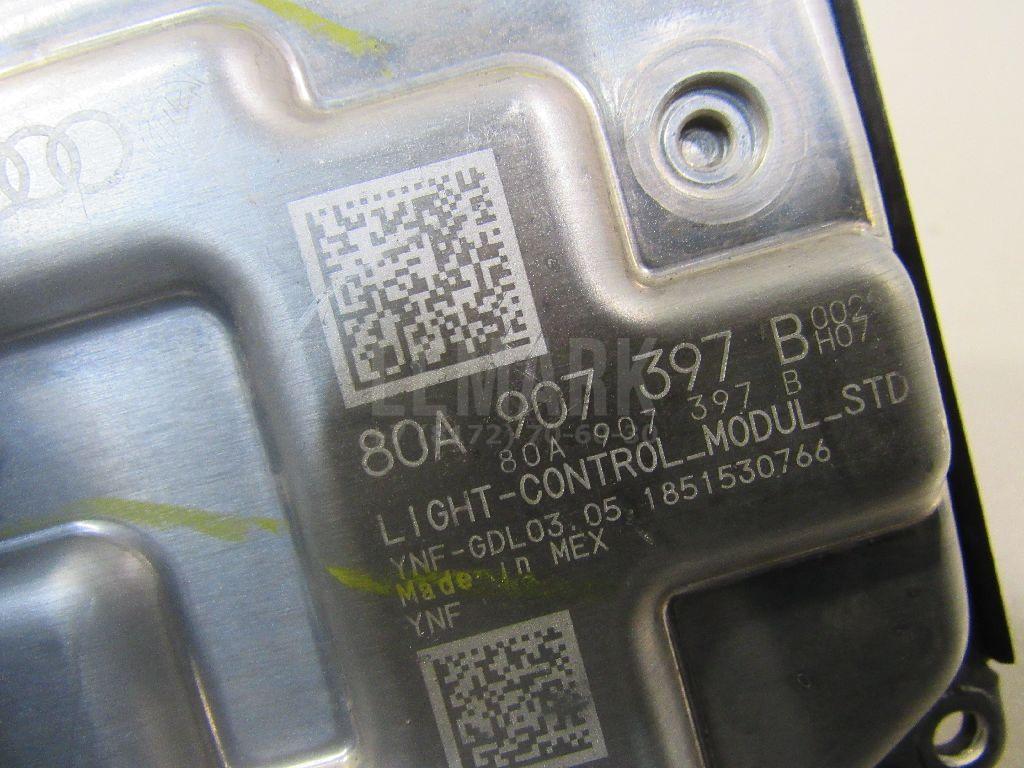 80A 907 397 B
002
H07
80A 907 397 B
LIGHT-CONTROL_MODUL_STD
YNF-GDL03.05.1851530766
Made in MEX
YNF